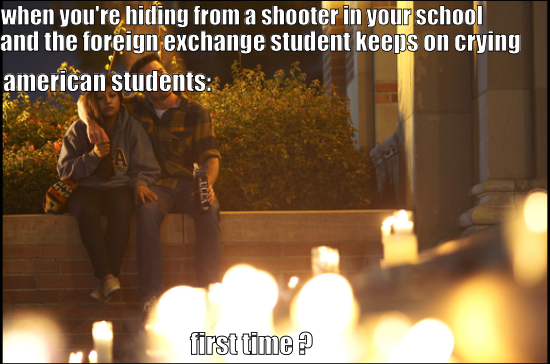 when you're hiding from a shooter in your school
and the foreign exchange student keeps on crying
american students:
A
first time ?